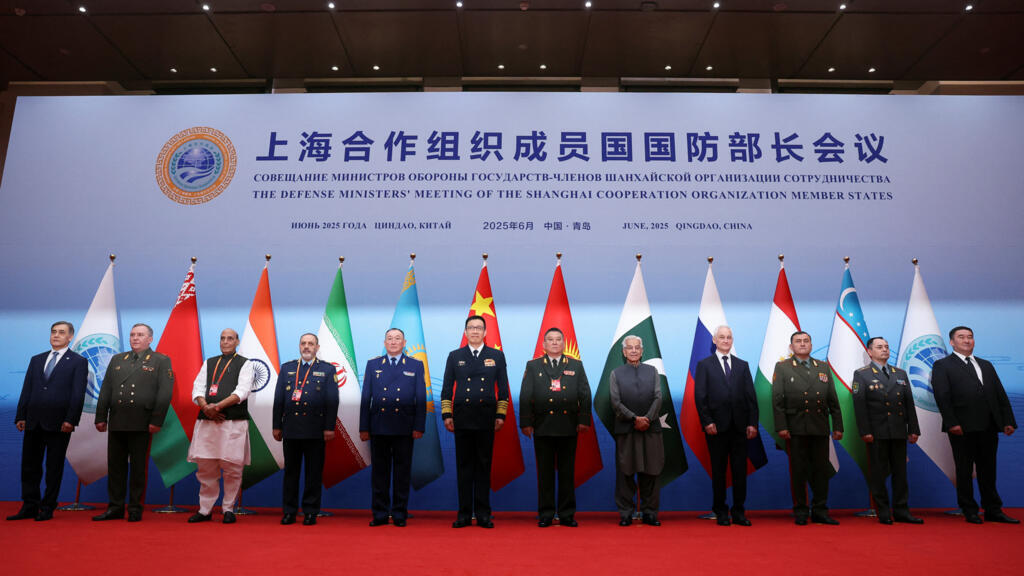 上海合作组织成员国国防部长会议
СОВЕЩАНИЕ МИНИСТРОВ ОБОРОНЫ ГОСУДАРСТВ-ЧЛЕНОВ ШАНХАЙСКОЙ ОРГАНИЗАЦИИ СОТРУДНИЧЕСТВА
THE DEFENSE MINISTERS' MEETING OF THE SHANGHAI COOPERATION ORGANIZATION MEMBER STATES
ИЮНЬ 2025 ГОДА ЦИНДАО, КИТАЙ 2025年6月 中国·青岛 JUNE, 2025 QINGDAO, CHINA